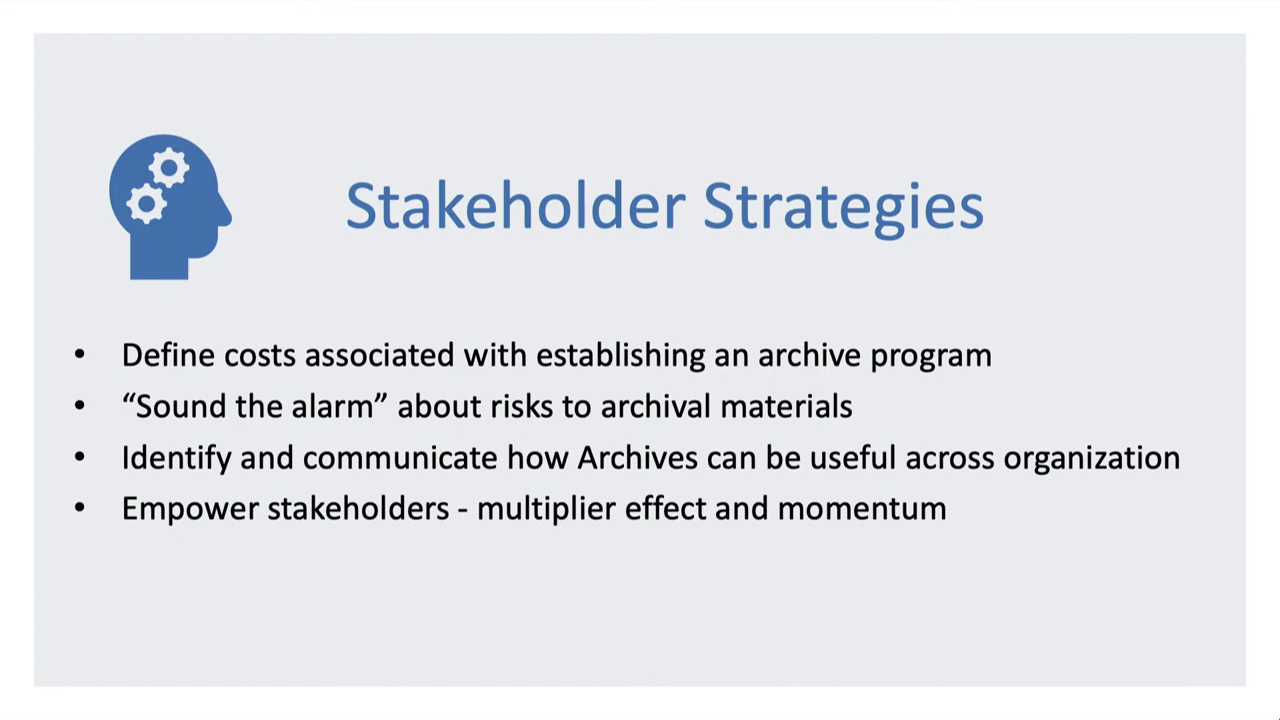 Stakeholder Strategies
• Define costs associated with establishing an archive program
• “Sound the alarm” about risks to archival materials
• Identify and communicate how Archives can be useful across organization
• Empower stakeholders - multiplier effect and momentum